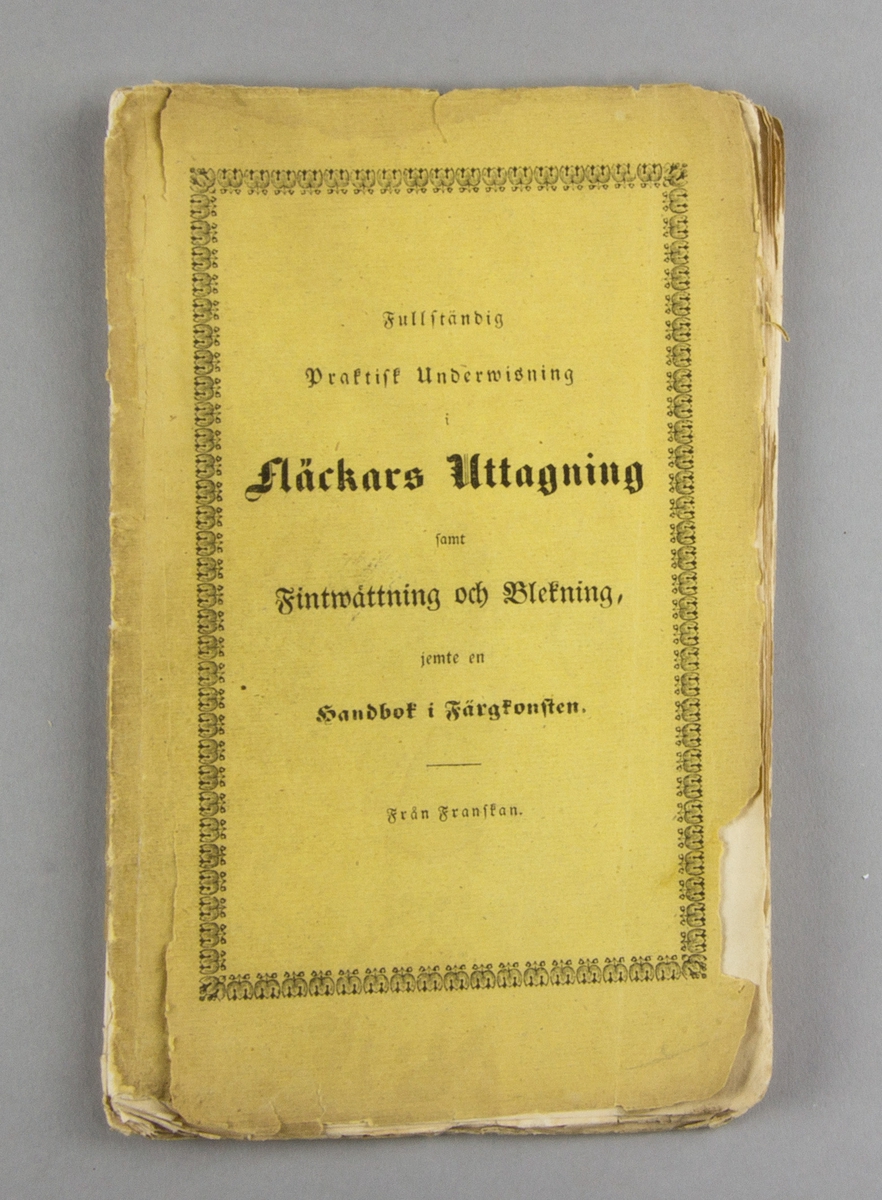 Fullständig
Praktisk Underwisning
i
Fläckars Uttagning
samt
Fintwättning och Blekning,
jemte en
Handbok i Färgkonsten.
Från Franskan.